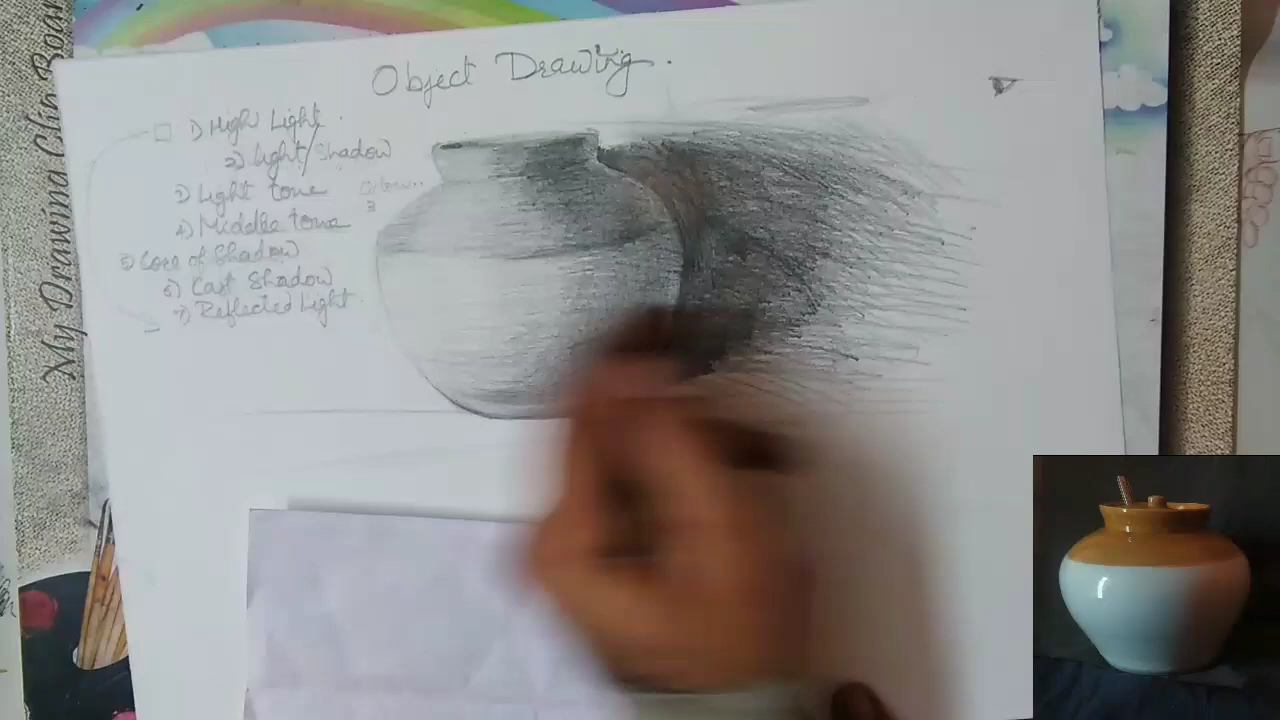 Object Drawing.
1) High Light.
2) light/Shadow
3) Light tone
4) Middle tone
5) Core of Shadow
6) Cast Shadow
7) Reflected Light.
My Drawing Clip Boar